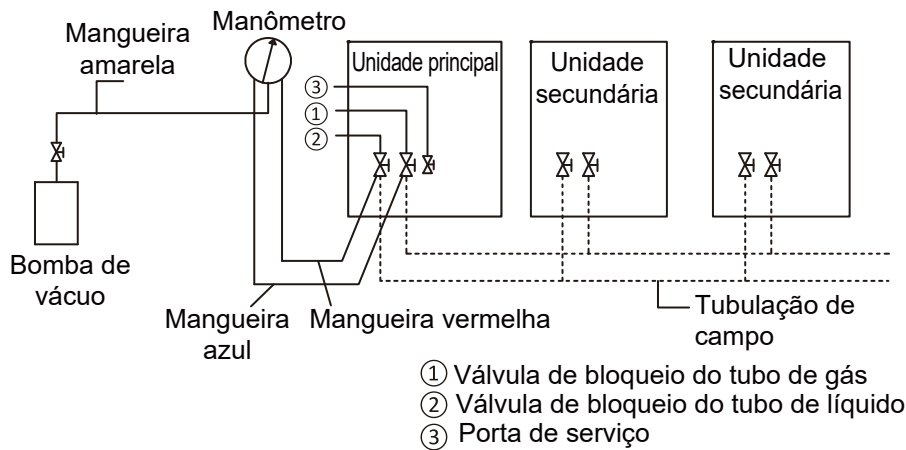 Manômetro
Mangueira
amarela
Unidade principal
Unidade
secundária
Unidade
secundária
③
①
②
Bomba de
vácuo
Mangueira
azul
Mangueira vermelha
Tubulação de
campo
① Válvula de bloqueio do tubo de gás
② Válvula de bloqueio do tubo de líquido
③ Porta de serviço